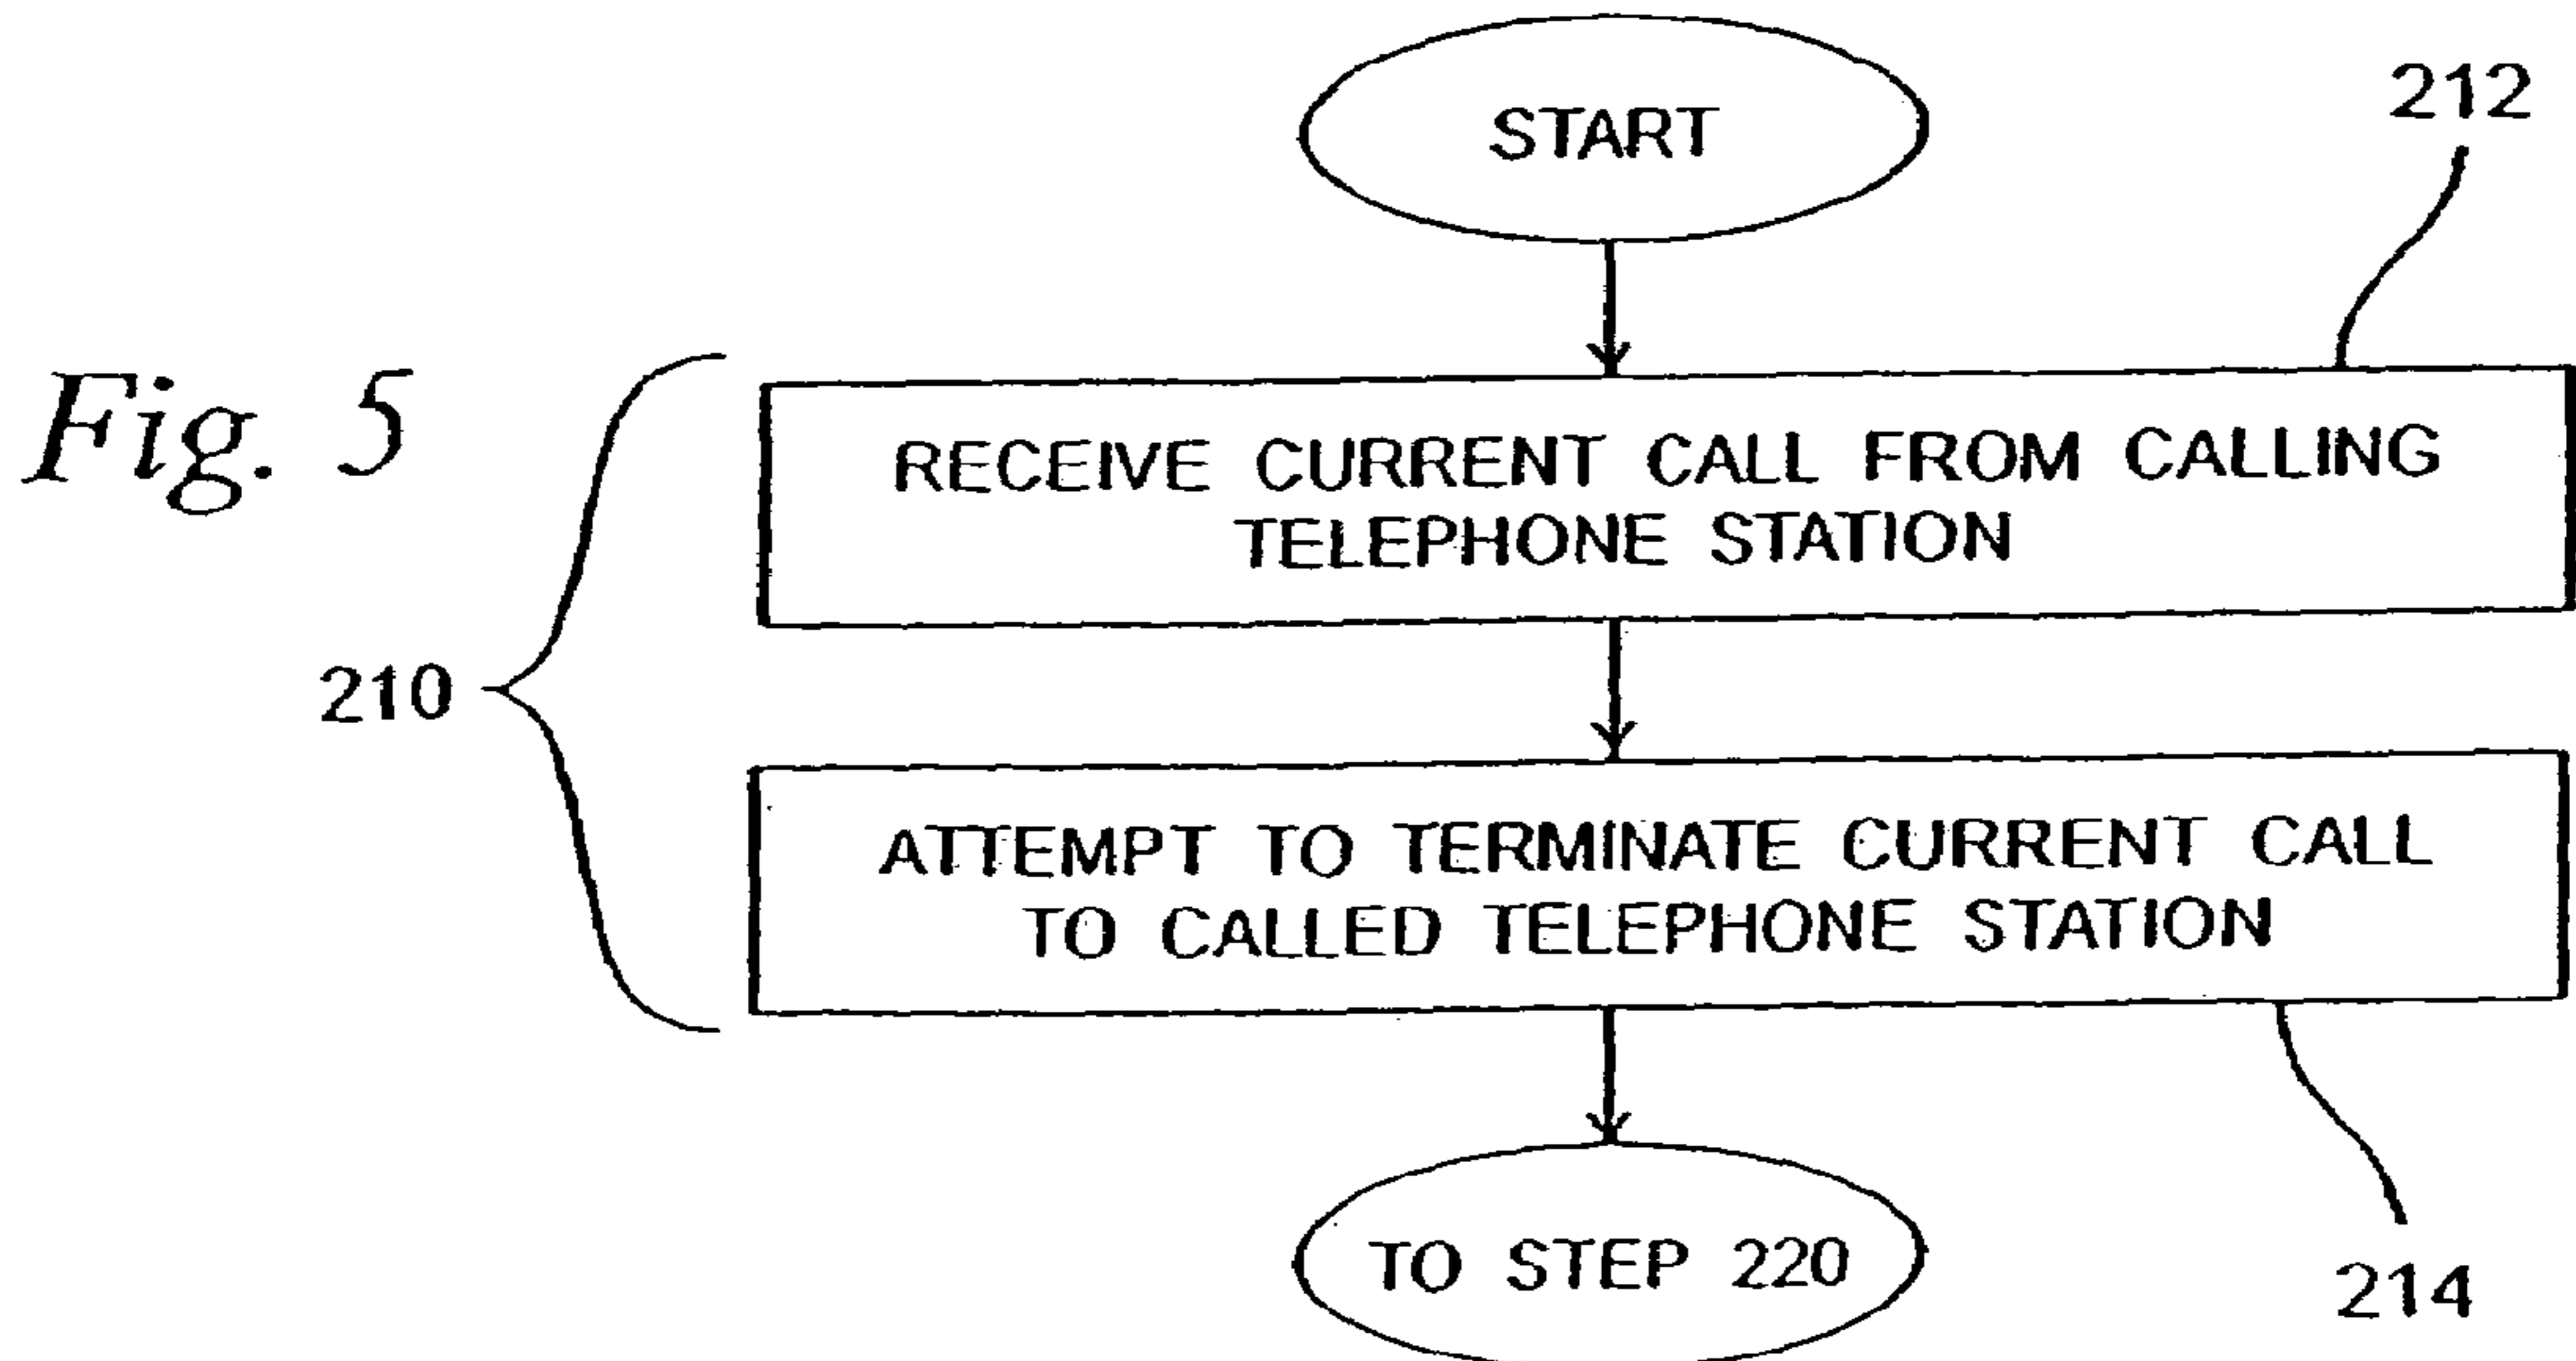 START
212
Fig. 5
RECEIVE CURRENT CALL FROM CALLING
TELEPHONE STATION
210
ATTEMPT TO TERMINATE CURRENT CALL
TO CALLED TELEPHONE STATION
TO STEP 220
214